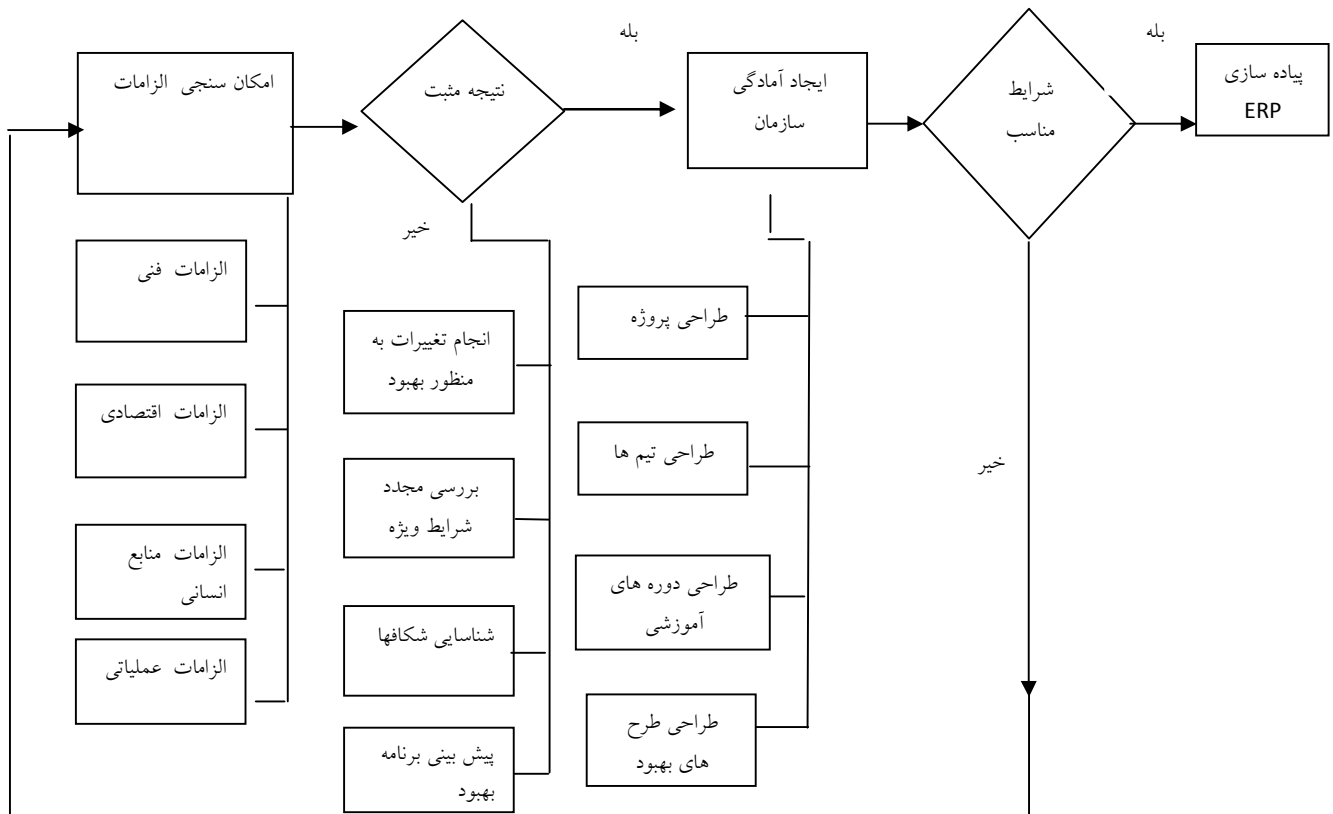 امکان سنجی الزامات
نتیجه مثبت
بله
ایجاد آمادگی
سازمان
شرایط
مناسب
بله
پیاده سازی
ERP
خیر
الزامات فنی
الزامات اقتصادی
الزامات منابع
انسانی
الزامات عملیاتی
انجام تغییرات به
منظور بهبود
بررسی مجدد
شرایط ویژه
شناسایی شکافها
پیش بینی برنامه
بهبود
طراحی پروژه
طراحی تیم ها
طراحی دوره های
آموزشی
طراحی طرح
های بهبود
خیر